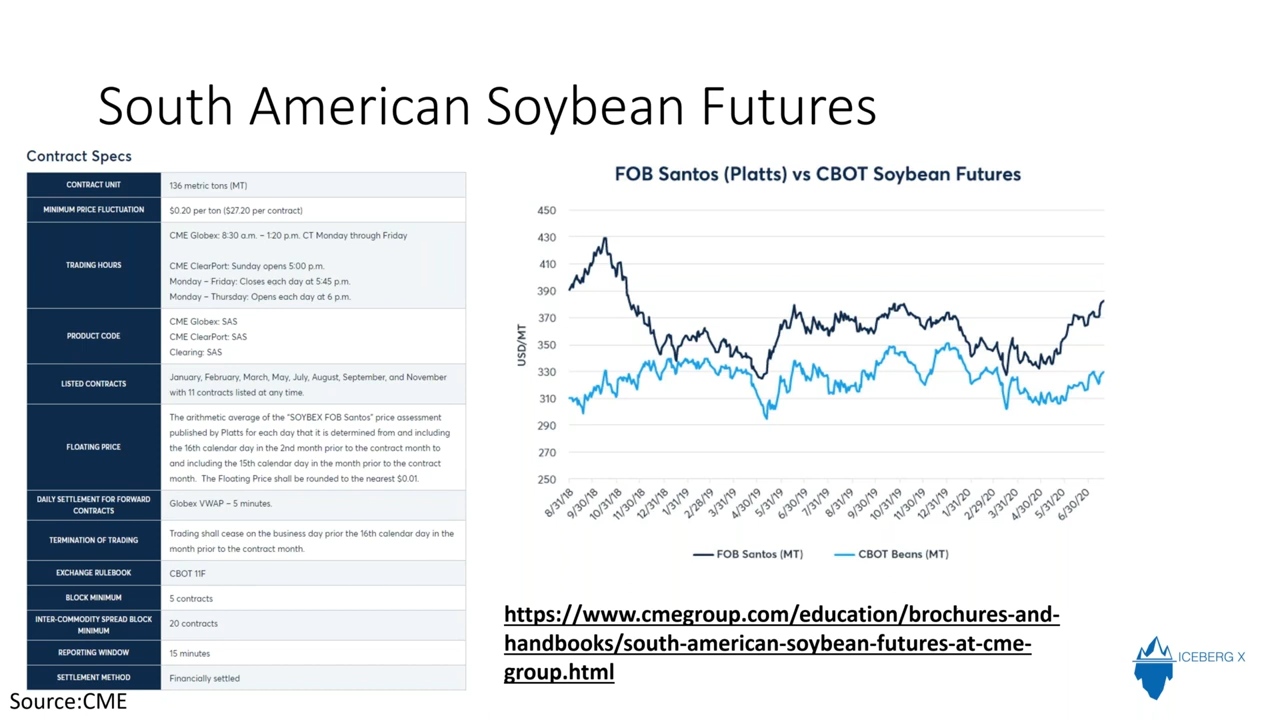 South American Soybean Futures
Contract Specs
CONTRACT UNIT
136 metric tons (MT)
MINIMUM PRICE FLUCTUATION
$0.20 per ton ($27.20 per contract)
TRADING HOURS
CME Globex: 8:30 a.m. – 1:20 p.m. CT Monday through Friday
CME ClearPort: Sunday opens 5:00 p.m.
Monday – Friday: Closes each day at 5:45 p.m.
Monday – Thursday: Opens each day at 6 p.m.
PRODUCT CODE
CME Globex: SAS
CME ClearPort: SAS
Clearing: SAS
LISTED CONTRACTS
January, February, March, May, July, August, September, and November
with 11 contracts listed at any time.
FLOATING PRICE
The arithmetic average of the "SOYBEX FOB Santos" price assessment
published by Platts for each day that it is determined from and including
the 16th calendar day in the 2nd month prior to the contract month to
and including the 15th calendar day in the month prior to the contract
month. The Floating Price shall be rounded to the nearest $0.01.
DAILY SETTLEMENT FOR FORWARD
CONTRACTS
Globex VWAP – 5 minutes.
TERMINATION OF TRADING
Trading shall cease on the business day prior the 16th calendar day in the
month prior to the contract month.
EXCHANGE RULEBOOK
CBOT 11F
BLOCK MINIMUM
5 contracts
INTER-COMMODITY SPREAD BLOCK
MINIMUM
20 contracts
REPORTING WINDOW
15 minutes
SETTLEMENT METHOD
Financially settled
Source:CME
FOB Santos (Platts) vs CBOT Soybean Futures
USD/MT
450
430
410
390
370
350
330
310
290
270
250
8/31/18
9/30/18
10/31/18
11/30/18
12/31/18
1/31/19
2/28/19
3/31/19
4/30/19
5/31/19
6/30/19
7/31/19
8/31/19
9/30/19
10/31/19
11/30/19
12/31/19
1/31/20
2/29/20
3/31/20
4/30/20
5/31/20
6/30/20
FOB Santos (MT)
CBOT Beans (MT)
https://www.cmegroup.com/education/brochures-and-
handbooks/south-american-soybean-futures-at-cme-
group.html
ICEBERG X